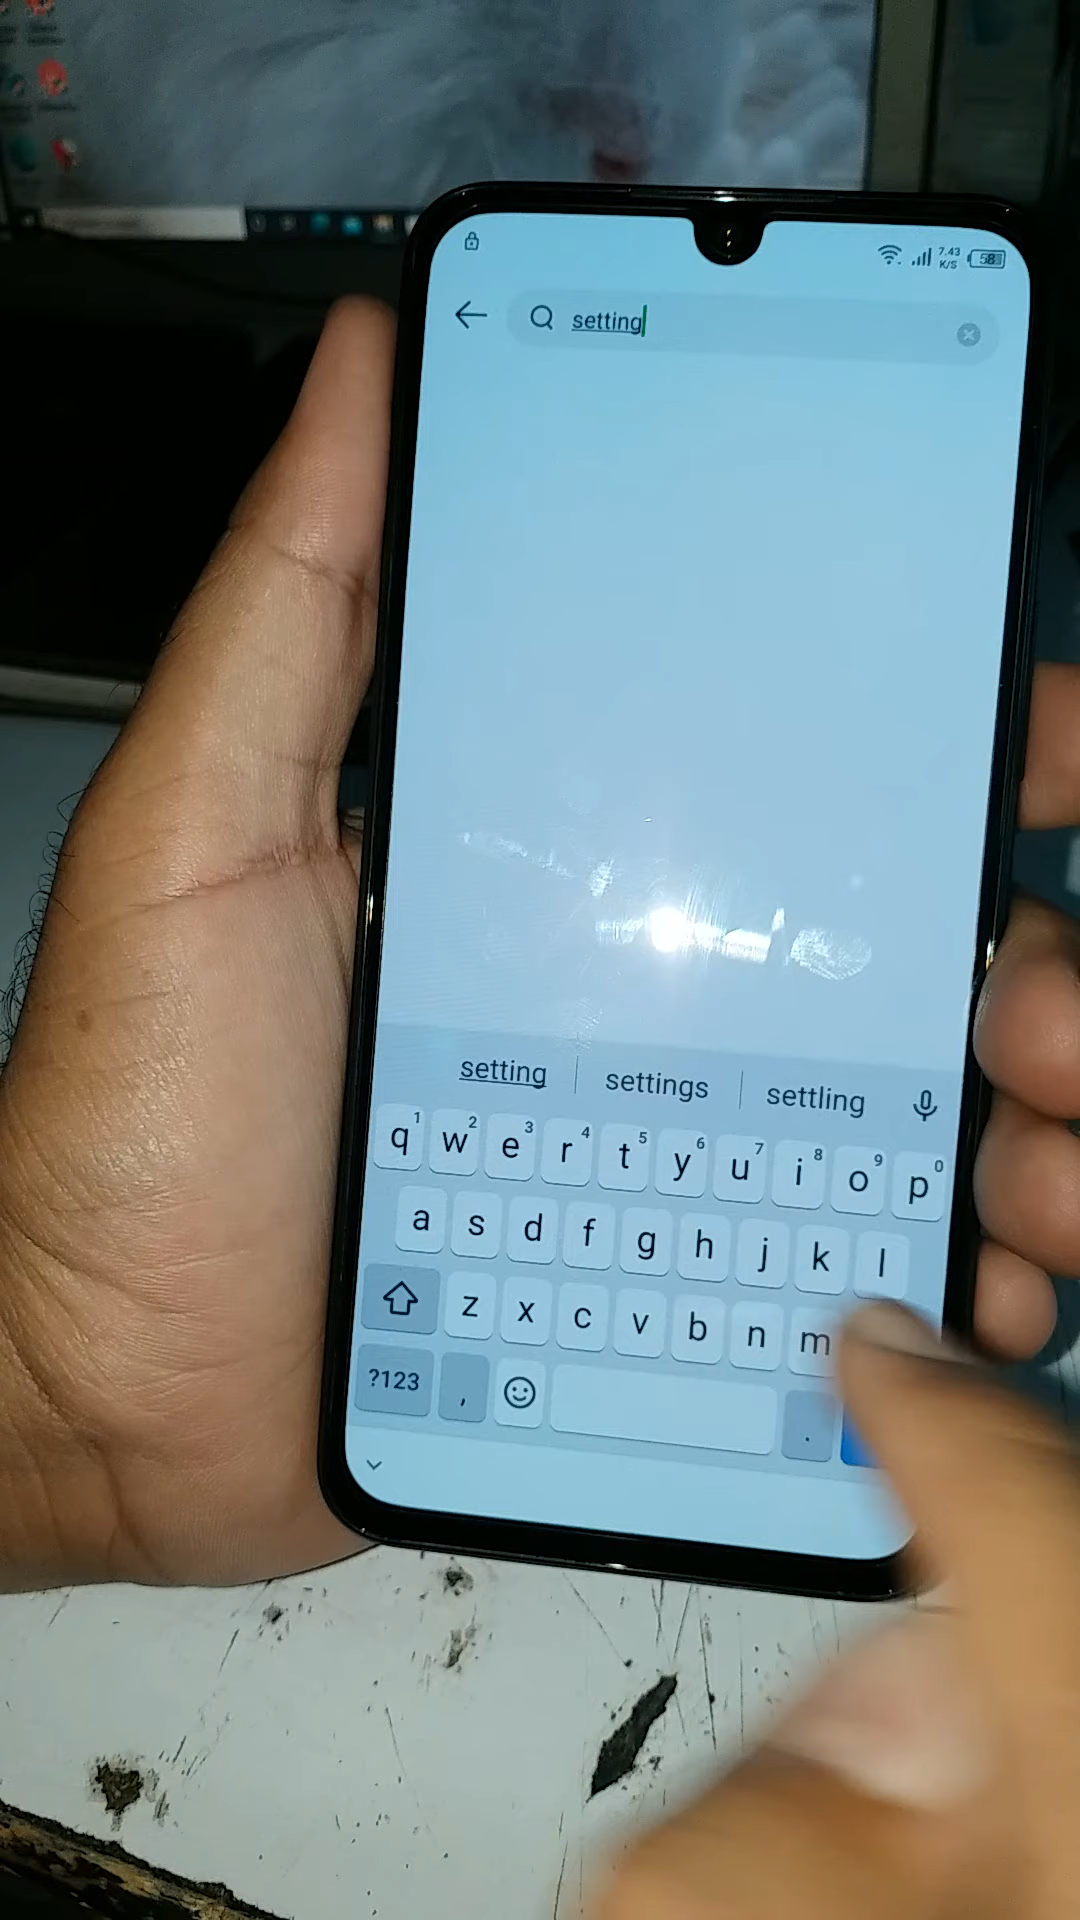 7.43
K/S
58
setting
setting settings settling
1 2 3 4 5 6 7 8 9 0
q w e r t y u i o p
a s d f g h j k l
z x c v b n m
?123 , .